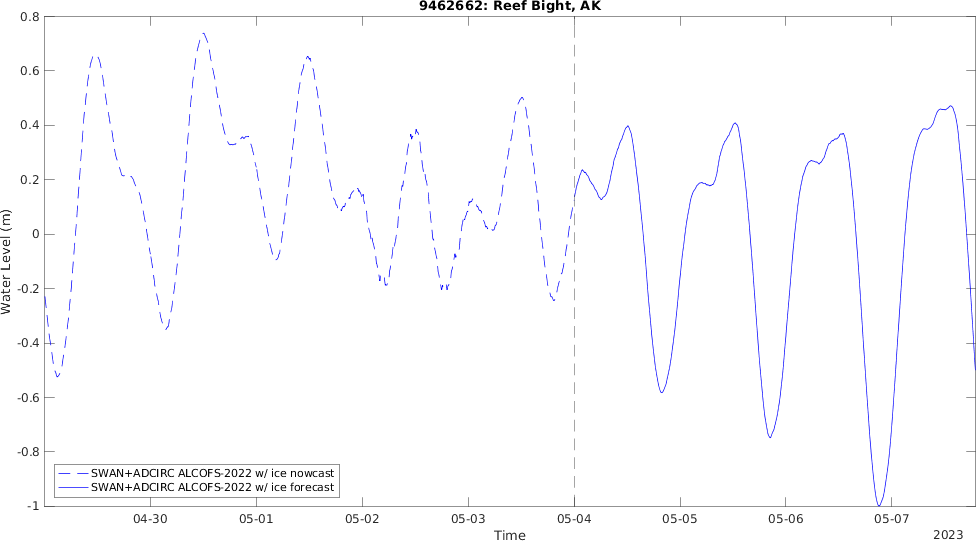 9462662: Reef Bight, AK
0.8
0.6
0.4
0.2
0
-0.2
-0.4
-0.6
-0.8
-1
Water Level (m)
SWAN+ADCIRC ALCOFS-2022 w/ ice nowcast
SWAN+ADCIRC ALCOFS-2022 w/ ice forecast
04-30 05-01 05-02 05-03 05-04 05-05 05-06 05-07
Time
2023